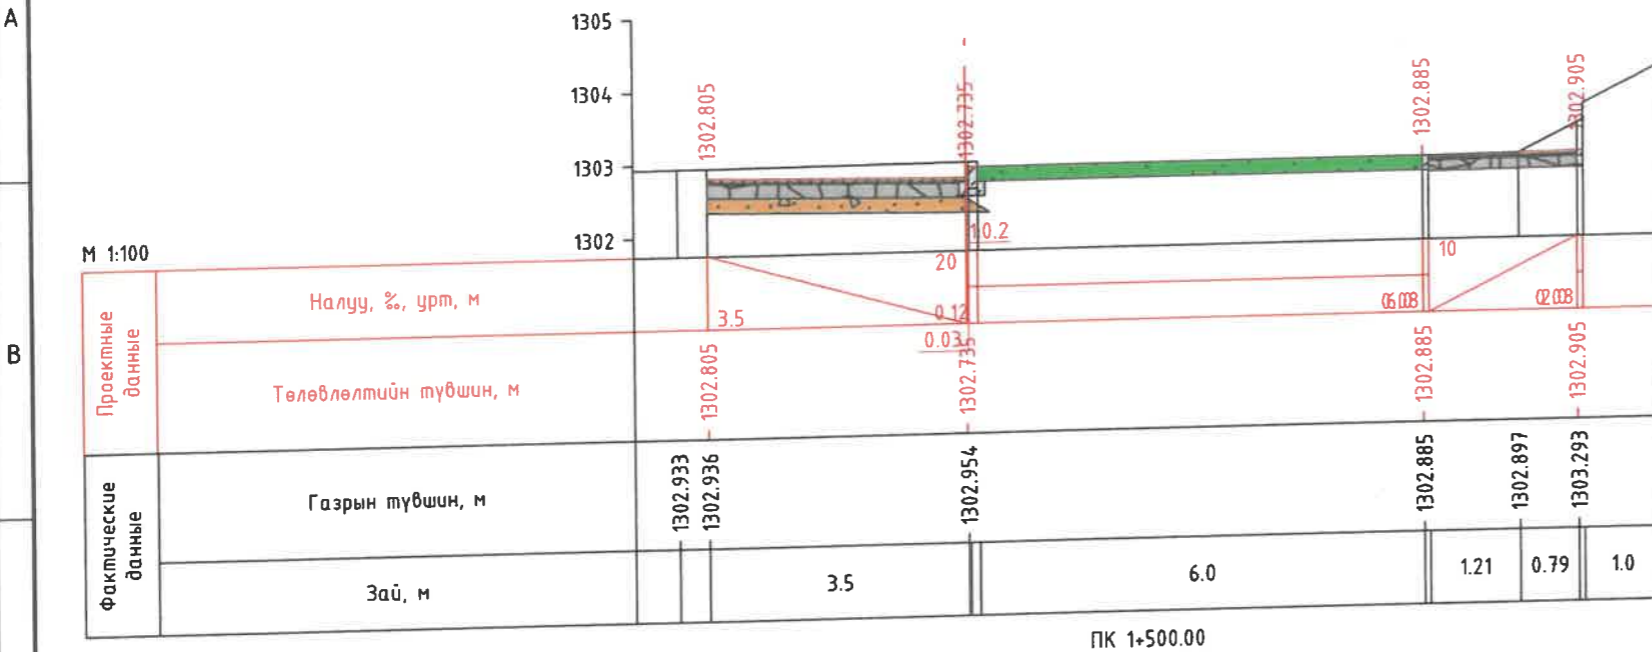 A
1305
1304
1303
1302
1302.805
1302.735
1302.885
1302.905
M 1:100
B
Проектные данные
Налуу, ‰, урт, м
3.5
20
10.2
0.12
0.03
10
Төлөвлөлтийн түвшин, м
1302.805
1302.735
1302.885
1302.905
Фактические данные
Газрын түвшин, м
1302.933
1302.936
1302.954
1302.885
1302.897
1303.293
Зай, м
3.5
6.0
1.21
0.79
1.0
ПК 1+500.00